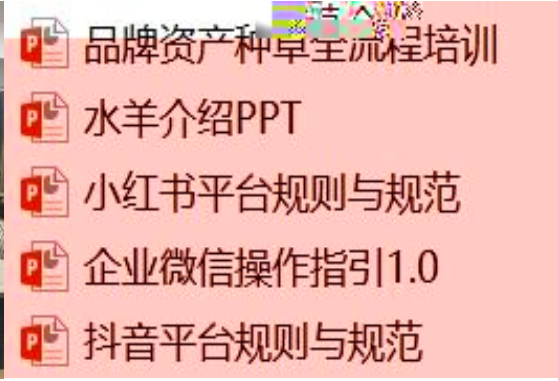 品牌资产种草全流程培训
水羊介绍PPT
小红书平台规则与规范
企业微信操作指引1.0
抖音平台规则与规范